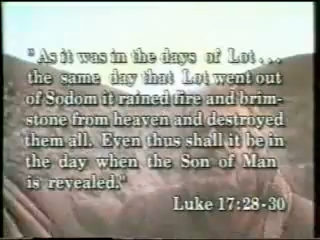 "As it was in the days of Lot...
the same day that Lot went out
of Sodom it rained fire and brim-
stone from heaven and destroyed
them all. Even thus shall it be in
the day when the Son of Man
is revealed."
Luke 17:28-30